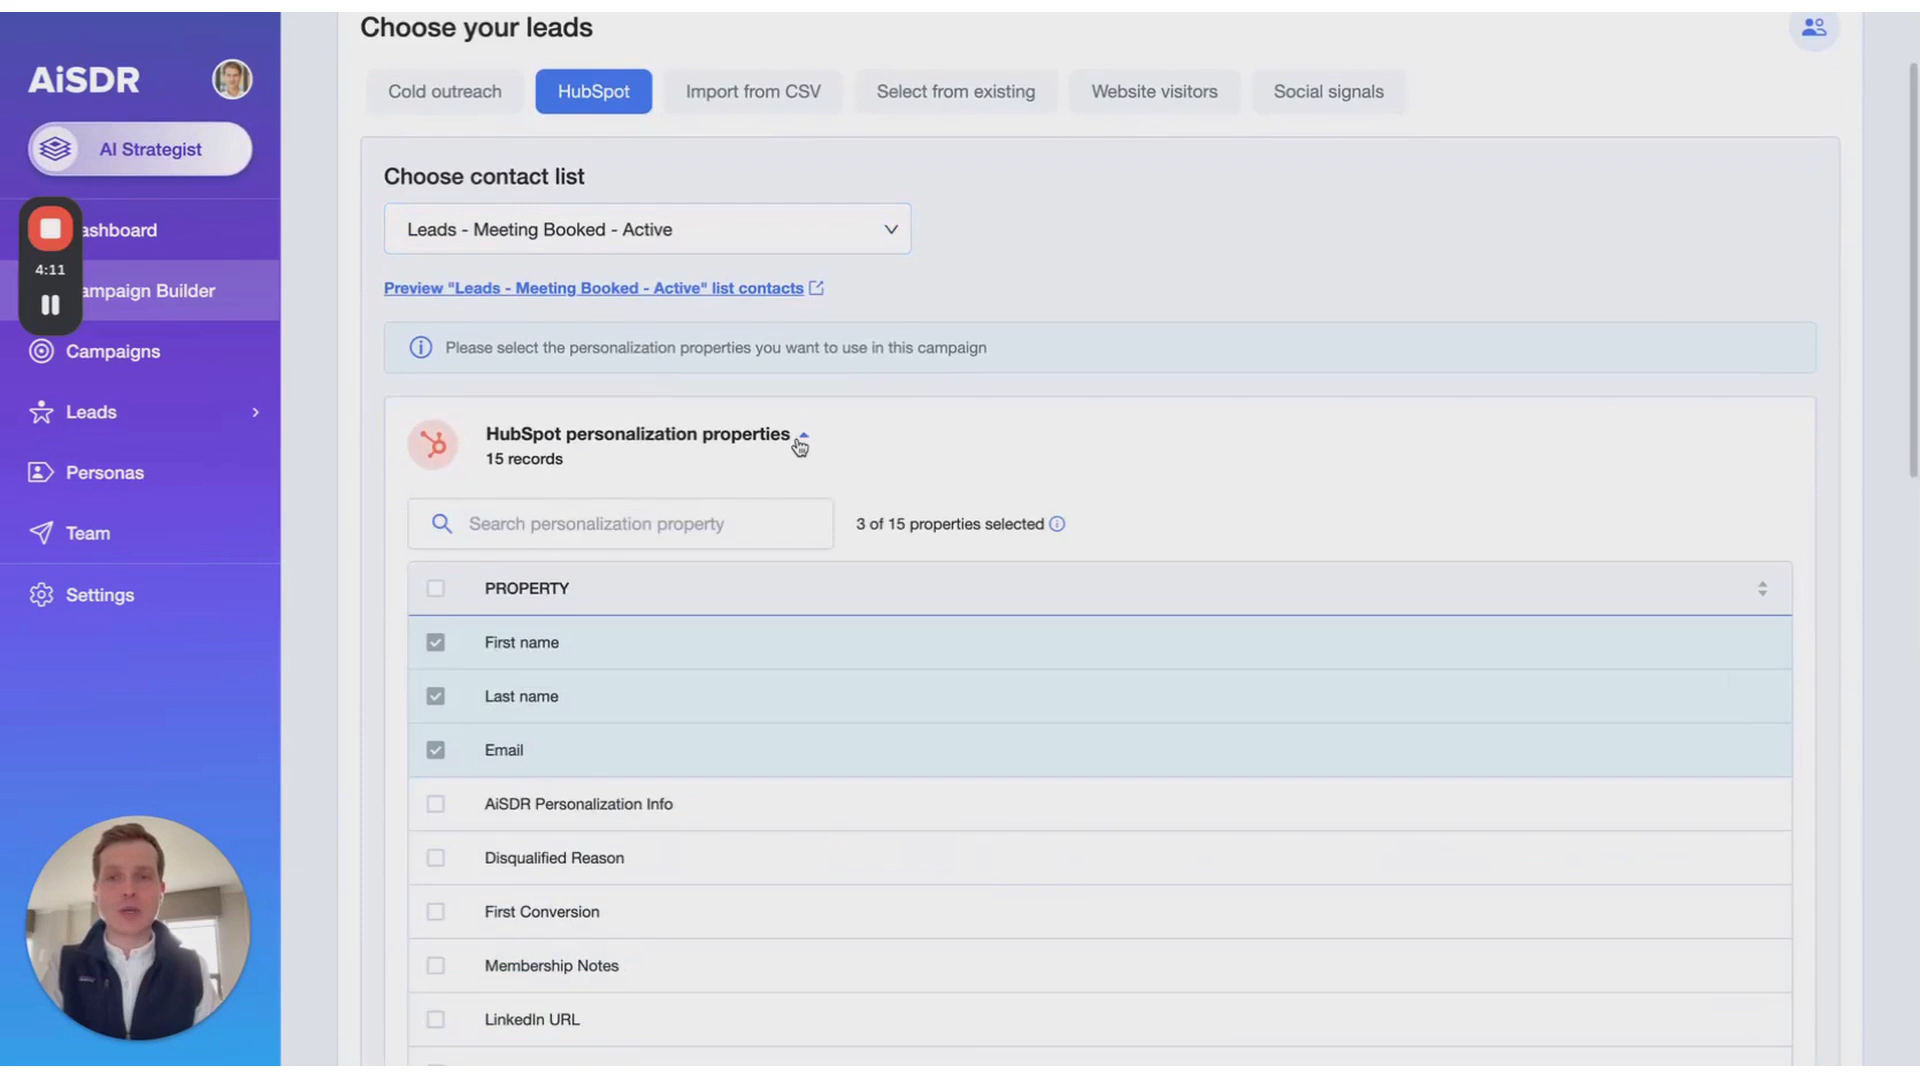 Choose your leads
AiSDR
Cold outreach
HubSpot
Import from CSV
Select from existing
Website visitors
Social signals
AI Strategist
Choose contact list
ashboard
Leads - Meeting Booked - Active
4:11
ampaign Builder
Preview "Leads - Meeting Booked - Active" list contacts
Campaigns
Please select the personalization properties you want to use in this campaign
Leads
HubSpot personalization properties
15 records
Personas
Team
Search personalization property
3 of 15 properties selected
Settings
PROPERTY
First name
Last name
Email
AiSDR Personalization Info
Disqualified Reason
First Conversion
Membership Notes
LinkedIn URL